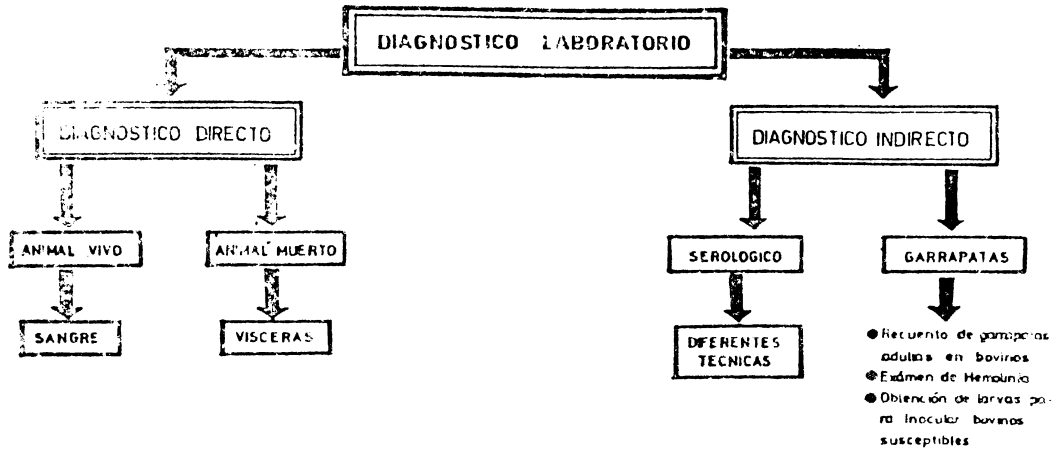 DIAGNOSTICO LABORATORIO
DIAGNOSTICO DIRECTO
DIAGNOSTICO INDIRECTO
ANIMAL VIVO
ANIMAL MUERTO
SEROLOGICO
GARRAPATAS
SANGRE
VISCERAS
DIFERENTES
TECNICAS
● Recuento de garrapatas
adultas en bovinos
● Exámen de Hemolinfa
● Obtención de larvas pa-
ra inocular bovinos
susceptibles